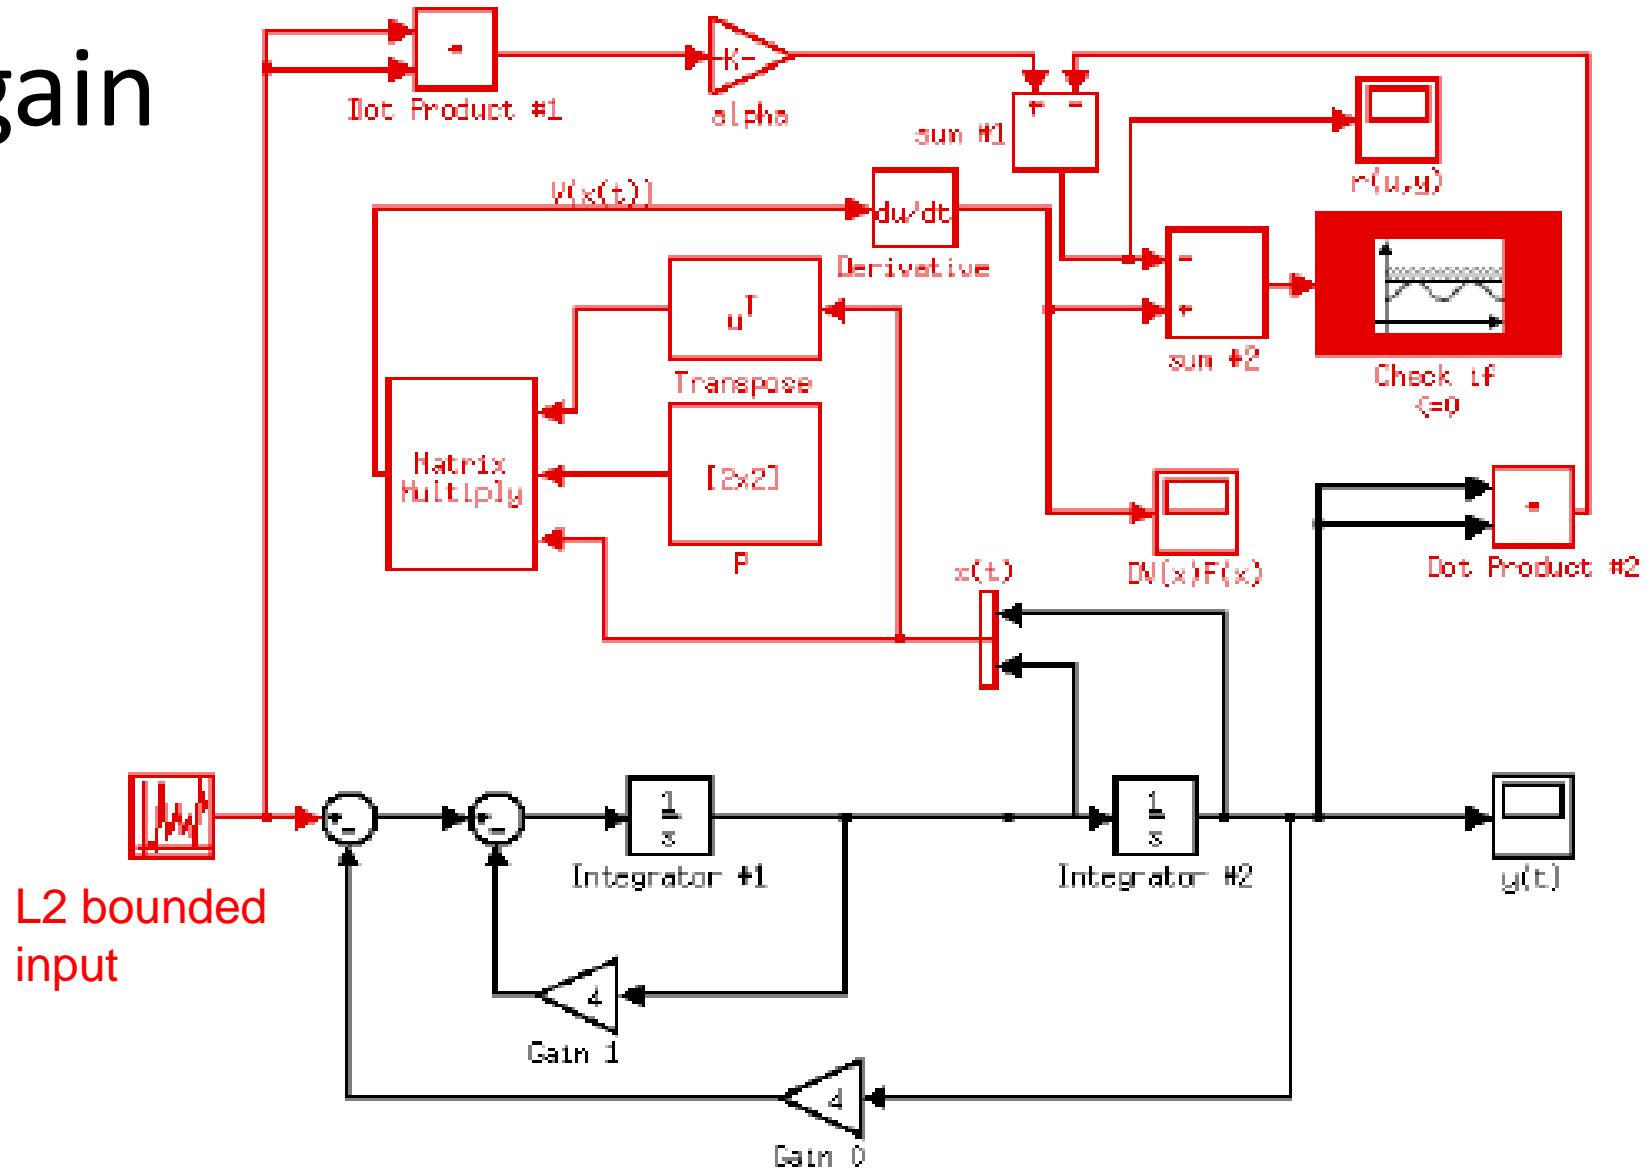 gain
Dot Product #1
-K-
alpha
+ -
sum #1
r(u,y)
V(x(t))
du/dt
Derivative
-
+
sum #2
Check if
<=0
u^T
Transpose
Matrix
Multiply
[2x2]
P
x(t)
DV(x)F(x)
Dot Product #2
L2 bounded
input
+
-
+
-
1
s
Integrator #1
1
s
Integrator #2
y(t)
4
Gain 1
4
Gain 0